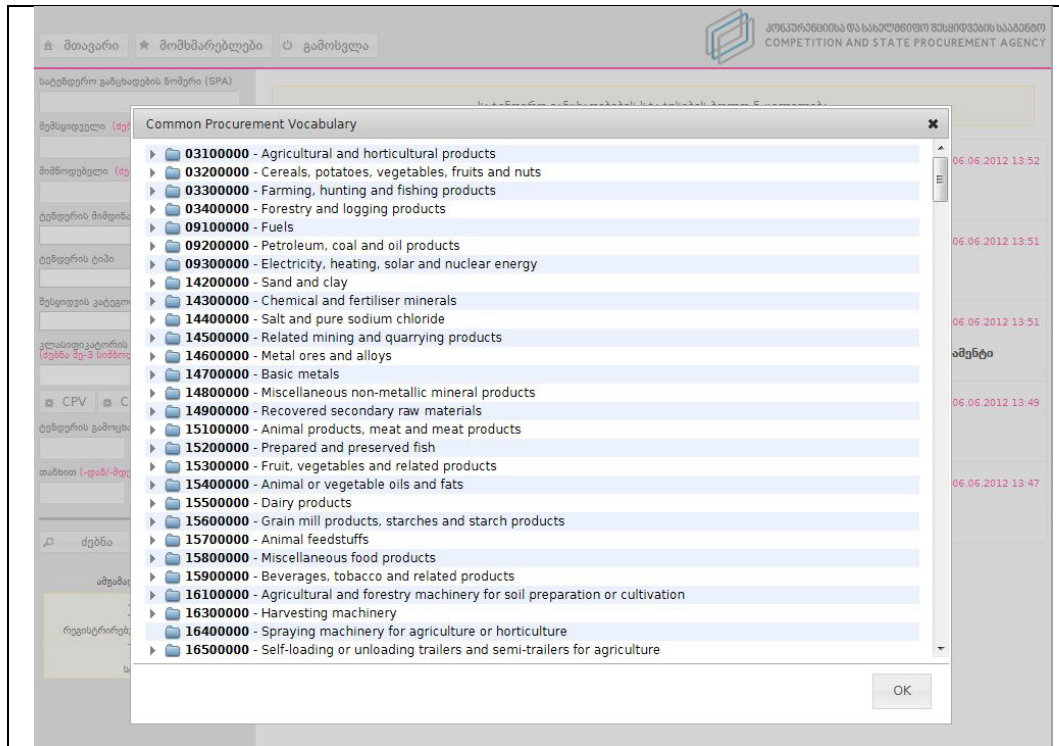 კონკურენციისა და სახელმწიფო შესყიდვების სააგენტო
COMPETITION AND STATE PROCUREMENT AGENCY
მთავარი მომხმარებლები გამოსვლა
სატენდერო განცხადების ნომერი (SPA)
შემსყიდველი
მიმწოდებელი
ტენდერის
ტენდერის ტიპი
შესყიდვის
კლასიფიკატორის
CPV C
ტენდერის
თანხით
ძებნა
Common Procurement Vocabulary
03100000 - Agricultural and horticultural products
03200000 - Cereals, potatoes, vegetables, fruits and nuts
03300000 - Farming, hunting and fishing products
03400000 - Forestry and logging products
09100000 - Fuels
09200000 - Petroleum, coal and oil products
09300000 - Electricity, heating, solar and nuclear energy
14200000 - Sand and clay
14300000 - Chemical and fertiliser minerals
14400000 - Salt and pure sodium chloride
14500000 - Related mining and quarrying products
14600000 - Metal ores and alloys
14700000 - Basic metals
14800000 - Miscellaneous non-metallic mineral products
14900000 - Recovered secondary raw materials
15100000 - Animal products, meat and meat products
15200000 - Prepared and preserved fish
15300000 - Fruit, vegetables and related products
15400000 - Animal or vegetable oils and fats
15500000 - Dairy products
15600000 - Grain mill products, starches and starch products
15700000 - Animal feedstuffs
15800000 - Miscellaneous food products
15900000 - Beverages, tobacco and related products
16100000 - Agricultural and forestry machinery for soil preparation or cultivation
16300000 - Harvesting machinery
16400000 - Spraying machinery for agriculture or horticulture
16500000 - Self-loading or unloading trailers and semi-trailers for agriculture
OK
06.06.2012 13:52
06.06.2012 13:51
06.06.2012 13:51
06.06.2012 13:49
06.06.2012 13:47